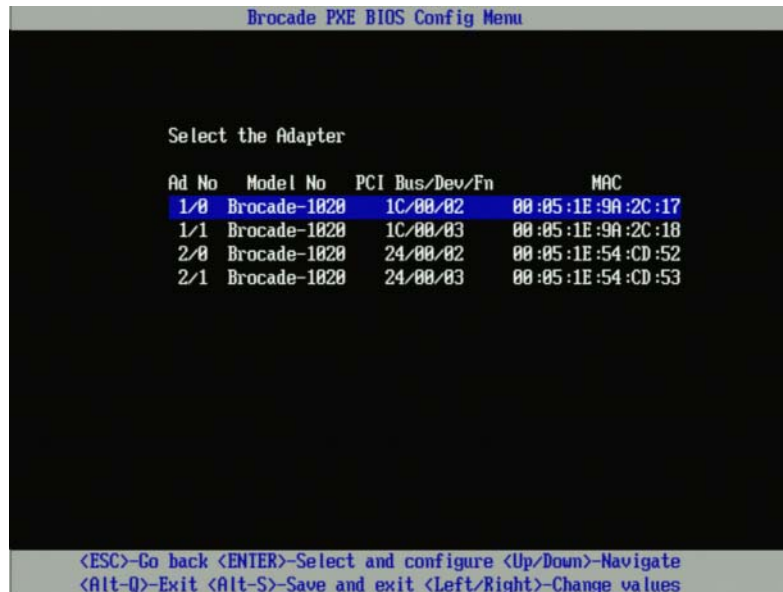 Brocade PXE BIOS Config Menu
Select the Adapter
Ad No Model No PCI Bus/Dev/Fn MAC
1/0 Brocade-1020 1C/00/02 00:05:1E:9A:2C:17
1/1 Brocade-1020 1C/00/03 00:05:1E:9A:2C:18
2/0 Brocade-1020 24/00/02 00:05:1E:54:CD:52
2/1 Brocade-1020 24/00/03 00:05:1E:54:CD:53
<ESC>-Go back <ENTER>-Select and configure <Up/Down>-Navigate
<Alt-Q>-Exit <Alt-S>-Save and exit <Left/Right>-Change values